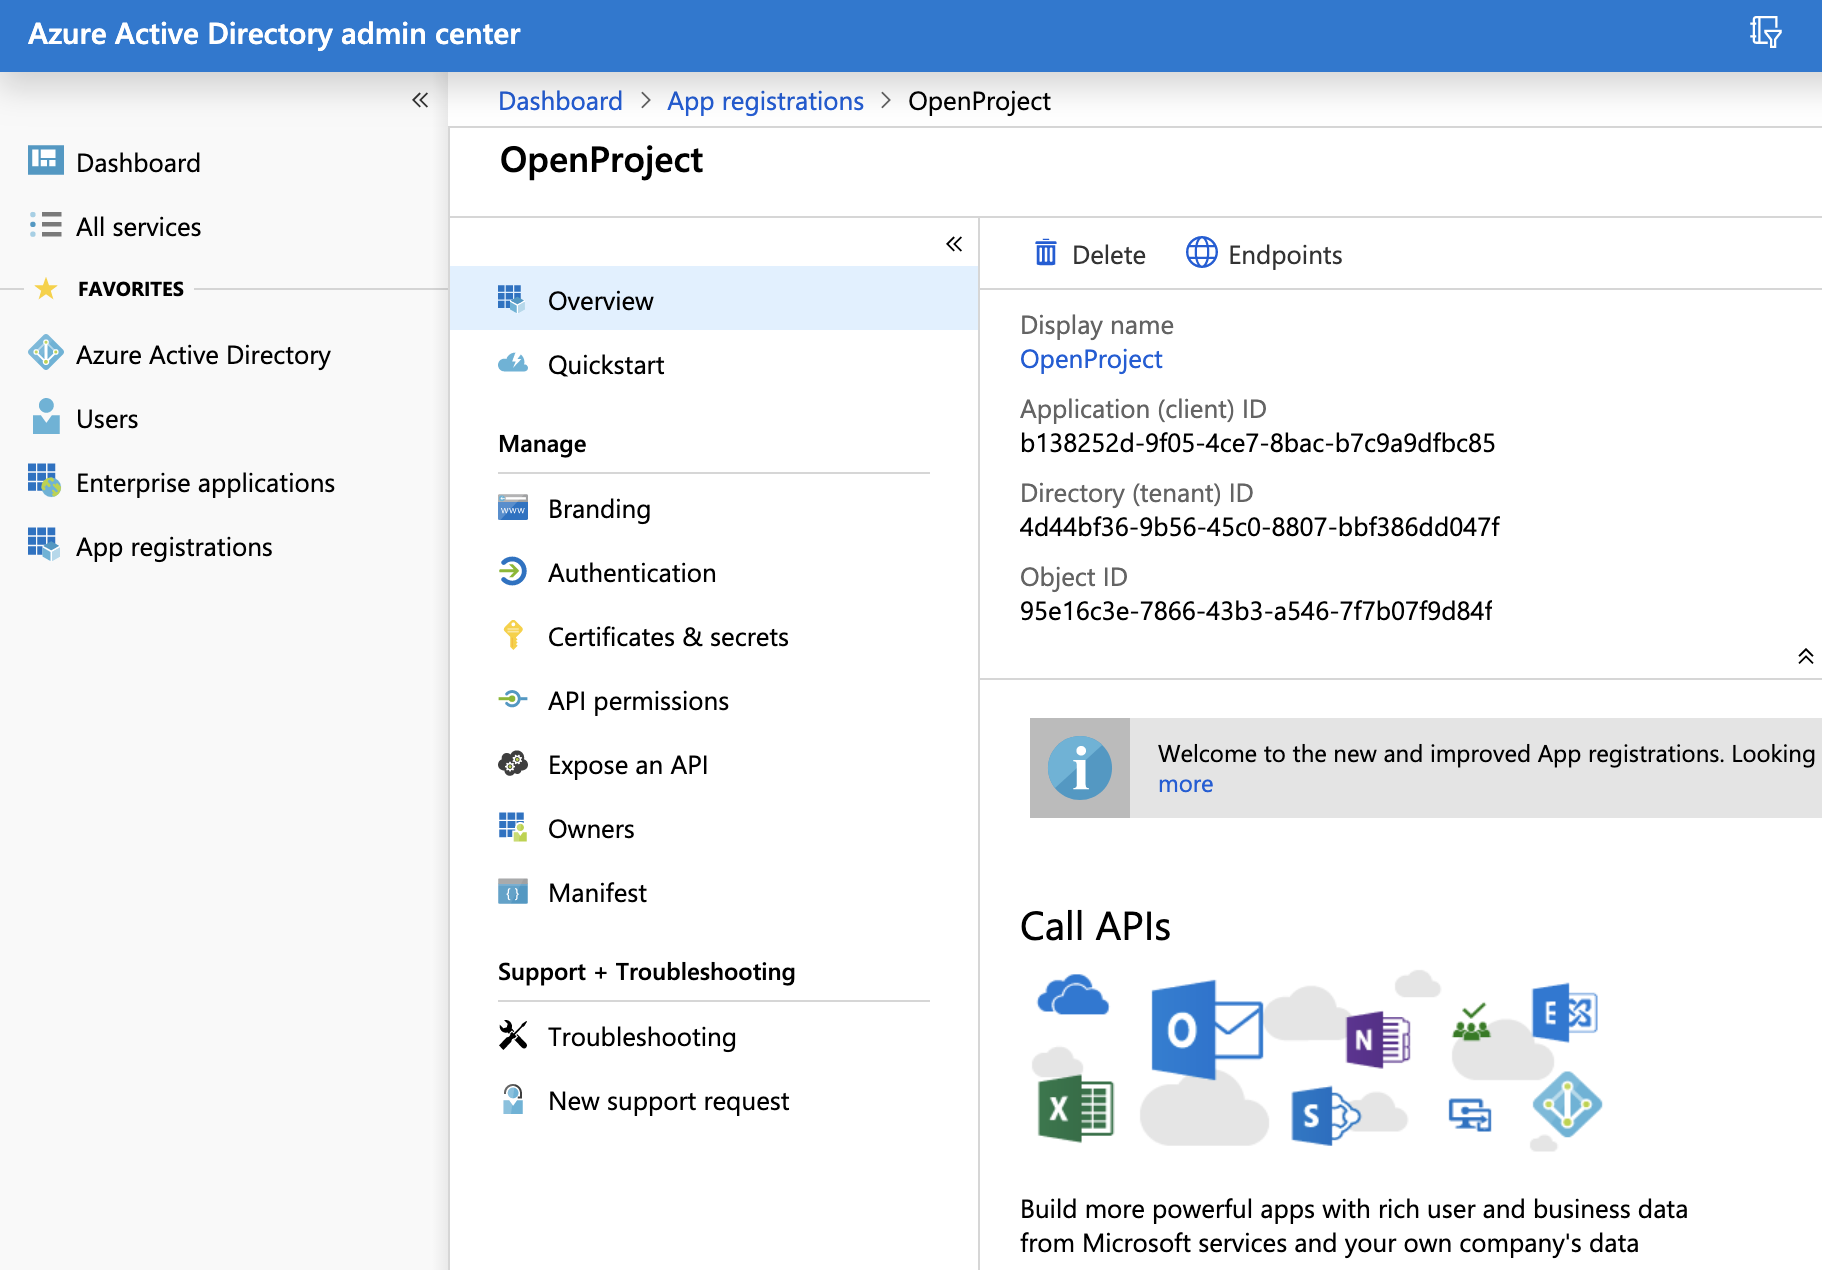 Azure Active Directory admin center
Dashboard
All services
FAVORITES
Azure Active Directory
Users
Enterprise applications
App registrations
Dashboard > App registrations > OpenProject
OpenProject
Overview
Quickstart
Manage
www
Branding
Authentication
Certificates & secrets
API permissions
Expose an API
Owners
{ }
Manifest
Support + Troubleshooting
Troubleshooting
New support request
Delete
Endpoints
Display name
OpenProject
Application (client) ID
b138252d-9f05-4ce7-8bac-b7c9a9dfbc85
Directory (tenant) ID
4d44bf36-9b56-45c0-8807-bbf386dd047f
Object ID
95e16c3e-7866-43b3-a546-7f7b07f9d84f
i
Welcome to the new and improved App registrations. Looking
more
Call APIs
O
N
E
X
S
Build more powerful apps with rich user and business data
from Microsoft services and your own company's data